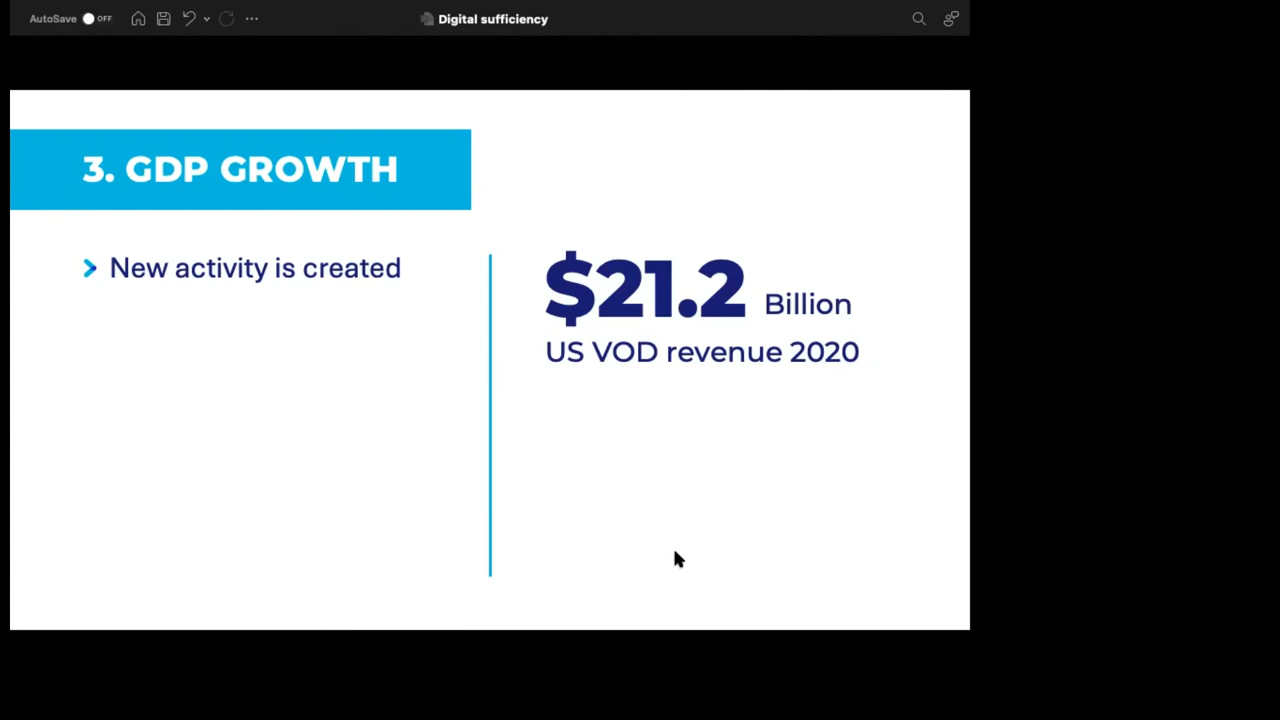 AutoSave OFF
Digital sufficiency
3. GDP GROWTH
New activity is created
$21.2 Billion
US VOD revenue 2020